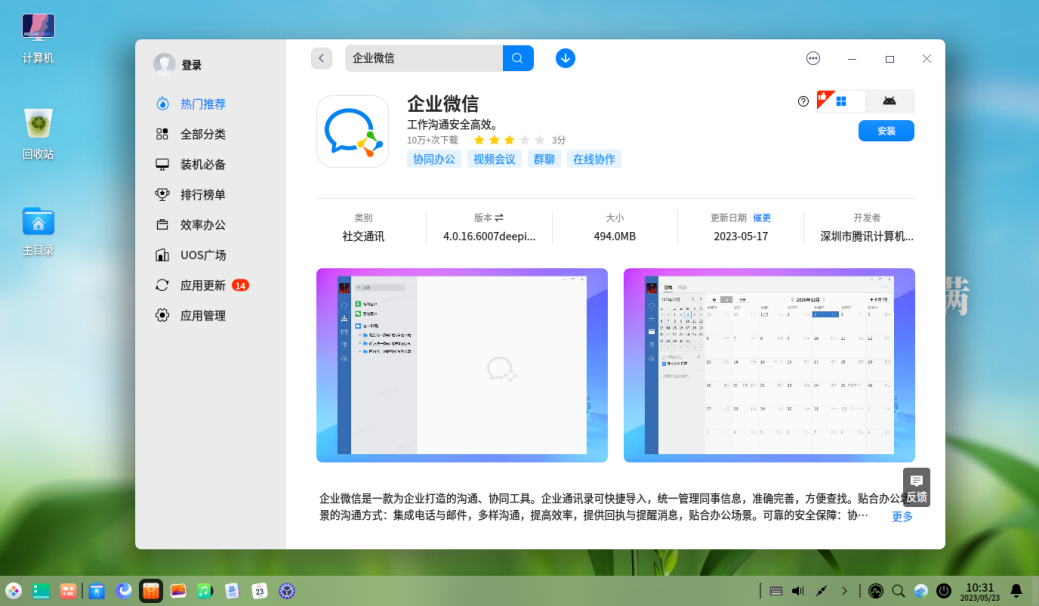 计算机
回收站
主目录
登录
热门推荐
全部分类
装机必备
排行榜单
效率办公
UOS广场
应用更新 14
应用管理
企业微信
企业微信
工作沟通安全高效。
10万+次下载 3分
协同办公 视频会议 群聊 在线协作
安装
类别 版本 大小 更新日期 催更 开发者
社交通讯 4.0.16.6007deepi... 494.0MB 2023-05-17 深圳市腾讯计算机...
企业微信是一款为企业打造的沟通、协同工具。企业通讯录可快捷导入，统一管理同事信息，准确完善，方便查找。贴合办公场
景的沟通方式：集成电话与邮件，多样沟通，提高效率，提供回执与提醒消息，贴合办公场景。可靠的安全保障：协…
更多
反馈
满
23
10:31
2023/05/23